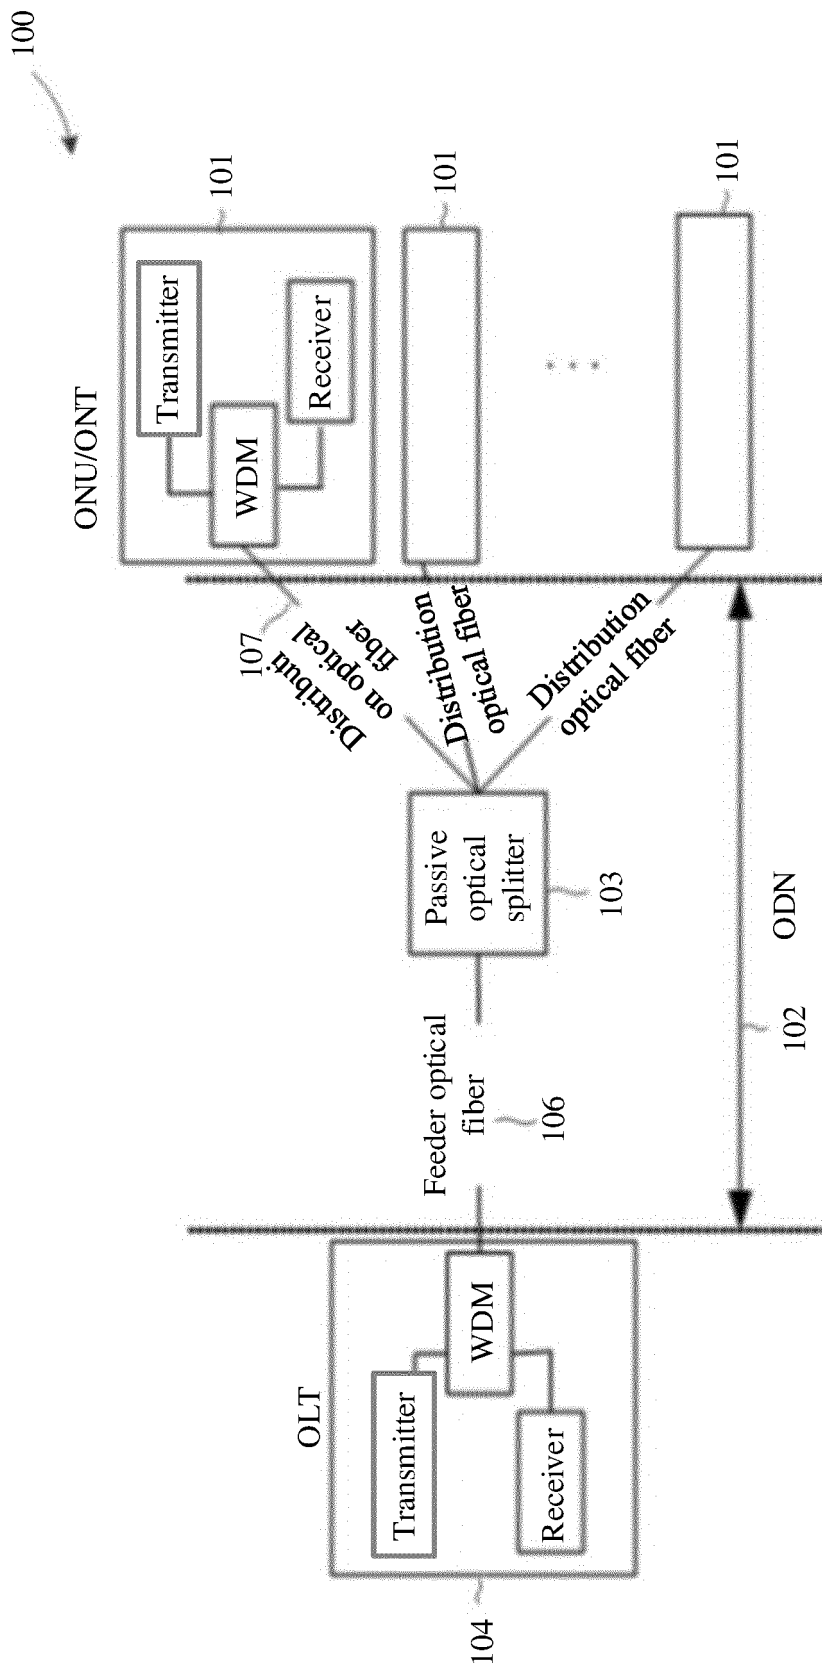 100
ONU/ONT
101
Transmitter
WDM
Receiver
101
101
107
Distributi
on optical
fiber
Distribution
optical fiber
Distribution
optical fiber
Passive
optical
splitter
103
Feeder optical
fiber
106
ODN
102
OLT
Transmitter
WDM
Receiver
104